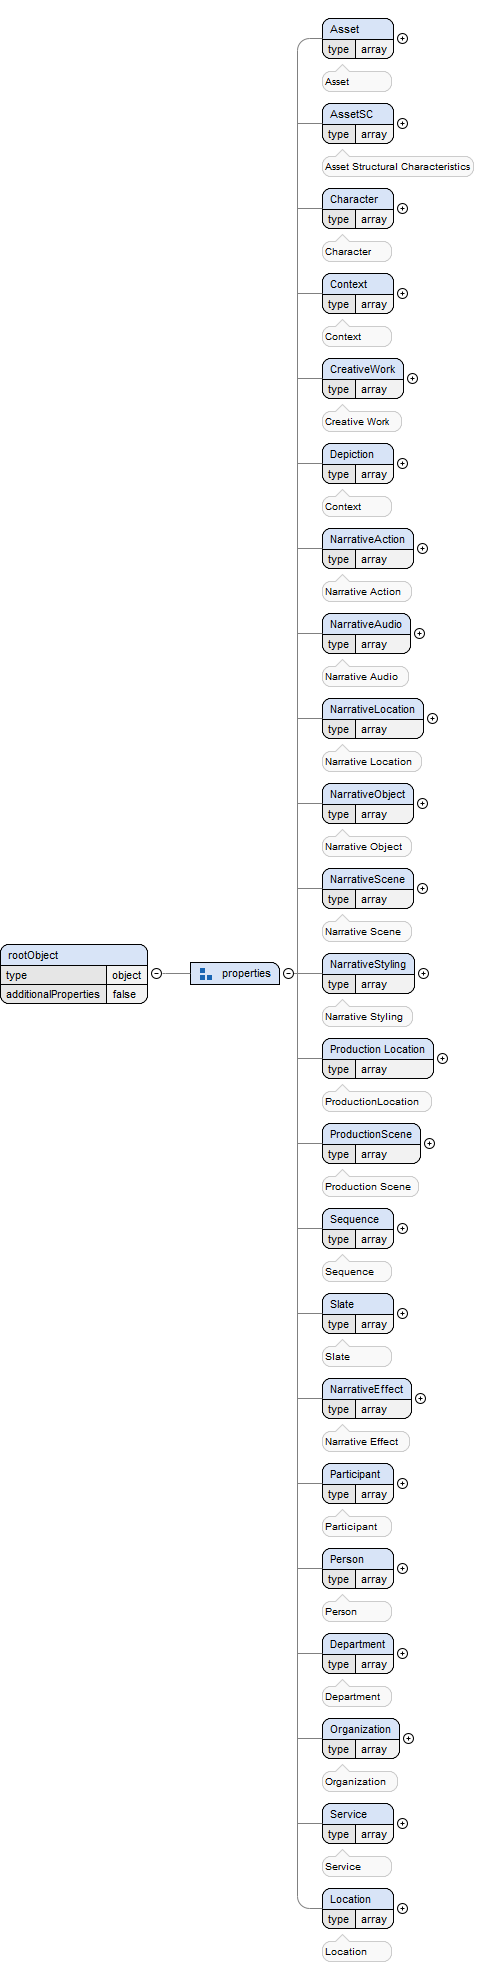 Asset
type array
Asset
AssetSC
type array
Asset Structural Characteristics
Character
type array
Character
Context
type array
Context
CreativeWork
type array
Creative Work
Depiction
type array
Context
NarrativeAction
type array
Narrative Action
NarrativeAudio
type array
Narrative Audio
NarrativeLocation
type array
Narrative Location
NarrativeObject
type array
Narrative Object
NarrativeScene
type array
Narrative Scene
rootObject
type object
additionalProperties false
properties
NarrativeStyling
type array
Narrative Styling
Production Location
type array
ProductionLocation
ProductionScene
type array
Production Scene
Sequence
type array
Sequence
Slate
type array
Slate
NarrativeEffect
type array
Narrative Effect
Participant
type array
Participant
Person
type array
Person
Department
type array
Department
Organization
type array
Organization
Service
type array
Service
Location
type array
Location